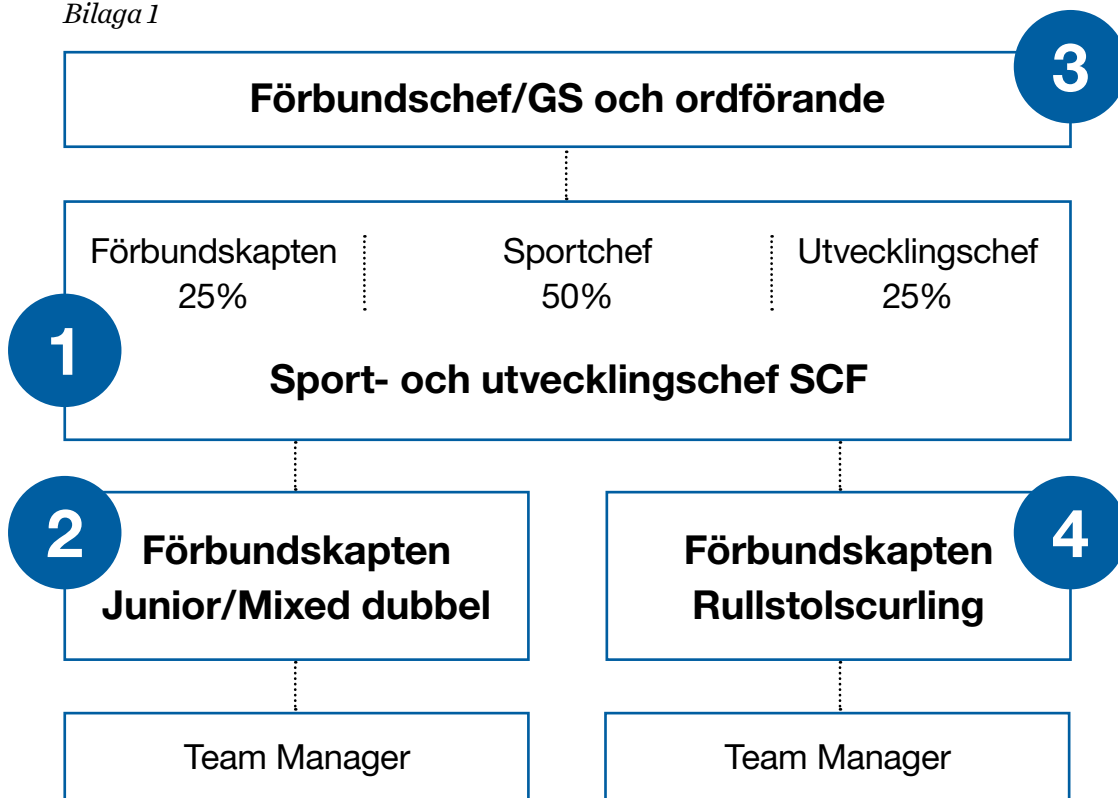 Bilaga 1
3
Förbundschef/GS och ordförande
Förbundskapten
25%
Sportchef
50%
Utvecklingschef
25%
1
Sport- och utvecklingschef SCF
2
Förbundskapten
Junior/Mixed dubbel
Förbundskapten
Rullstolscurling
4
Team Manager
Team Manager